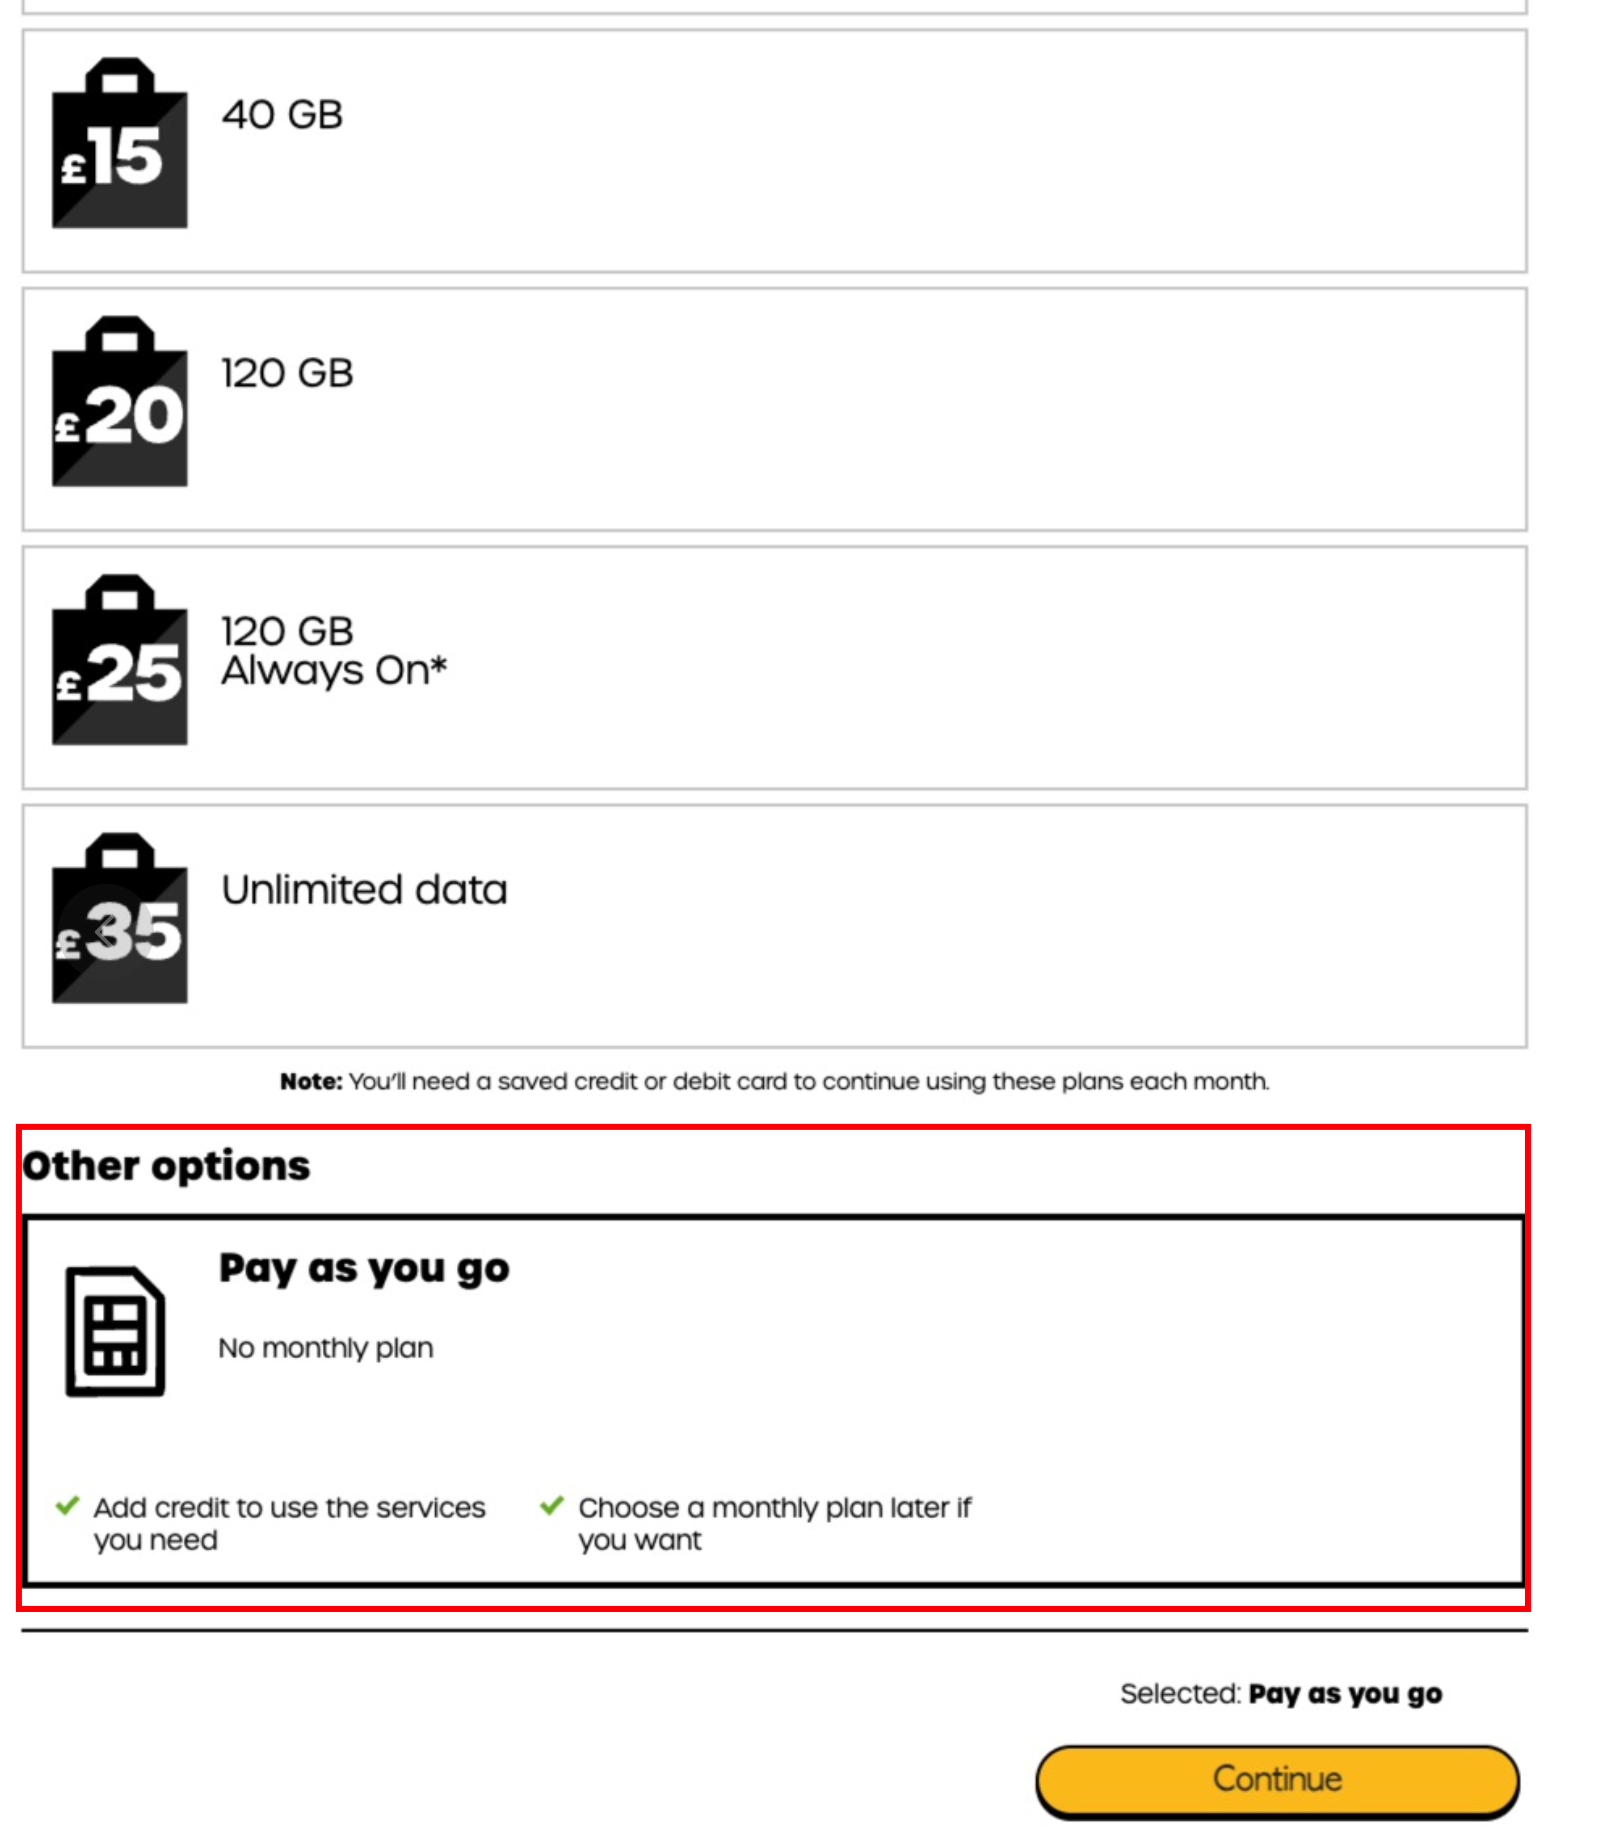 £15
40 GB
£20
120 GB
£25
120 GB
Always On*
£35
Unlimited data
Note: You'll need a saved credit or debit card to continue using these plans each month.
Other options
Pay as you go
No monthly plan
Add credit to use the services
you need
Choose a monthly plan later if
you want
Selected: Pay as you go
Continue